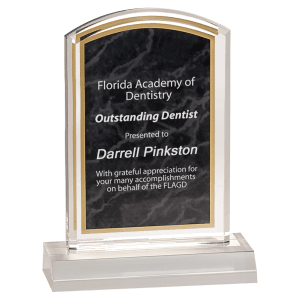 Florida Academy of
Dentistry
Outstanding Dentist
Presented to
Darrell Pinkston
With grateful appreciation for
your many accomplishments
on behalf of the FLAGD